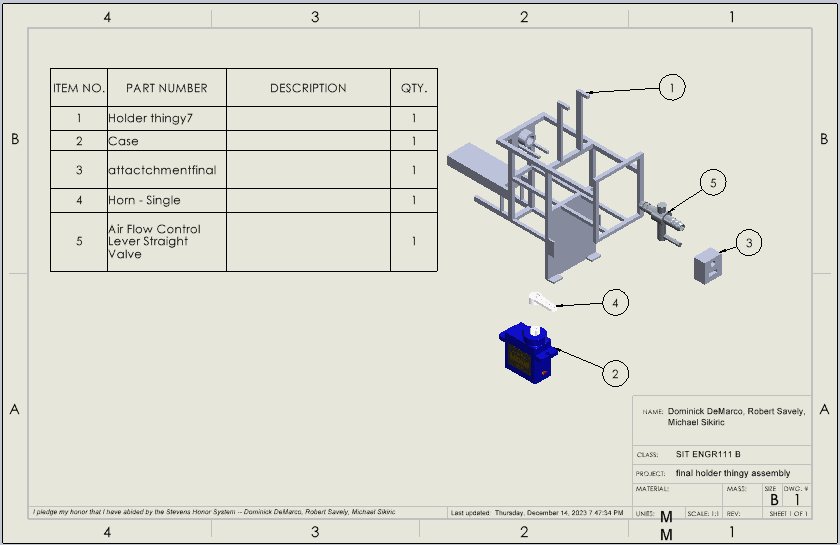 4 3 2 1
B B
ITEM NO. PART NUMBER DESCRIPTION QTY.
1 Holder thingy7 1
2 Case 1
3 attactchmentfinal 1
4 Horn - Single 1
5 Air Flow Control
Lever Straight
Valve 1
1
5
3
4
2
A A
NAME: Dominick DeMarco, Robert Savely,
Michael Sikiric
CLASS: SIT ENGR111 B
PROJECT: final holder thingy assembly
MATERIAL: MASS: SIZE DWG. #
B 1
UNITS: M SCALE: 1:1 REV: SHEET 1 OF 1
M
I pledge my honor that I have abided by the Stevens Honor System -- Dominick DeMarco, Robert Savely, Michael Sikiric
Last updated: Thursday, December 14, 2023 7:47:34 PM
4 3 2 1